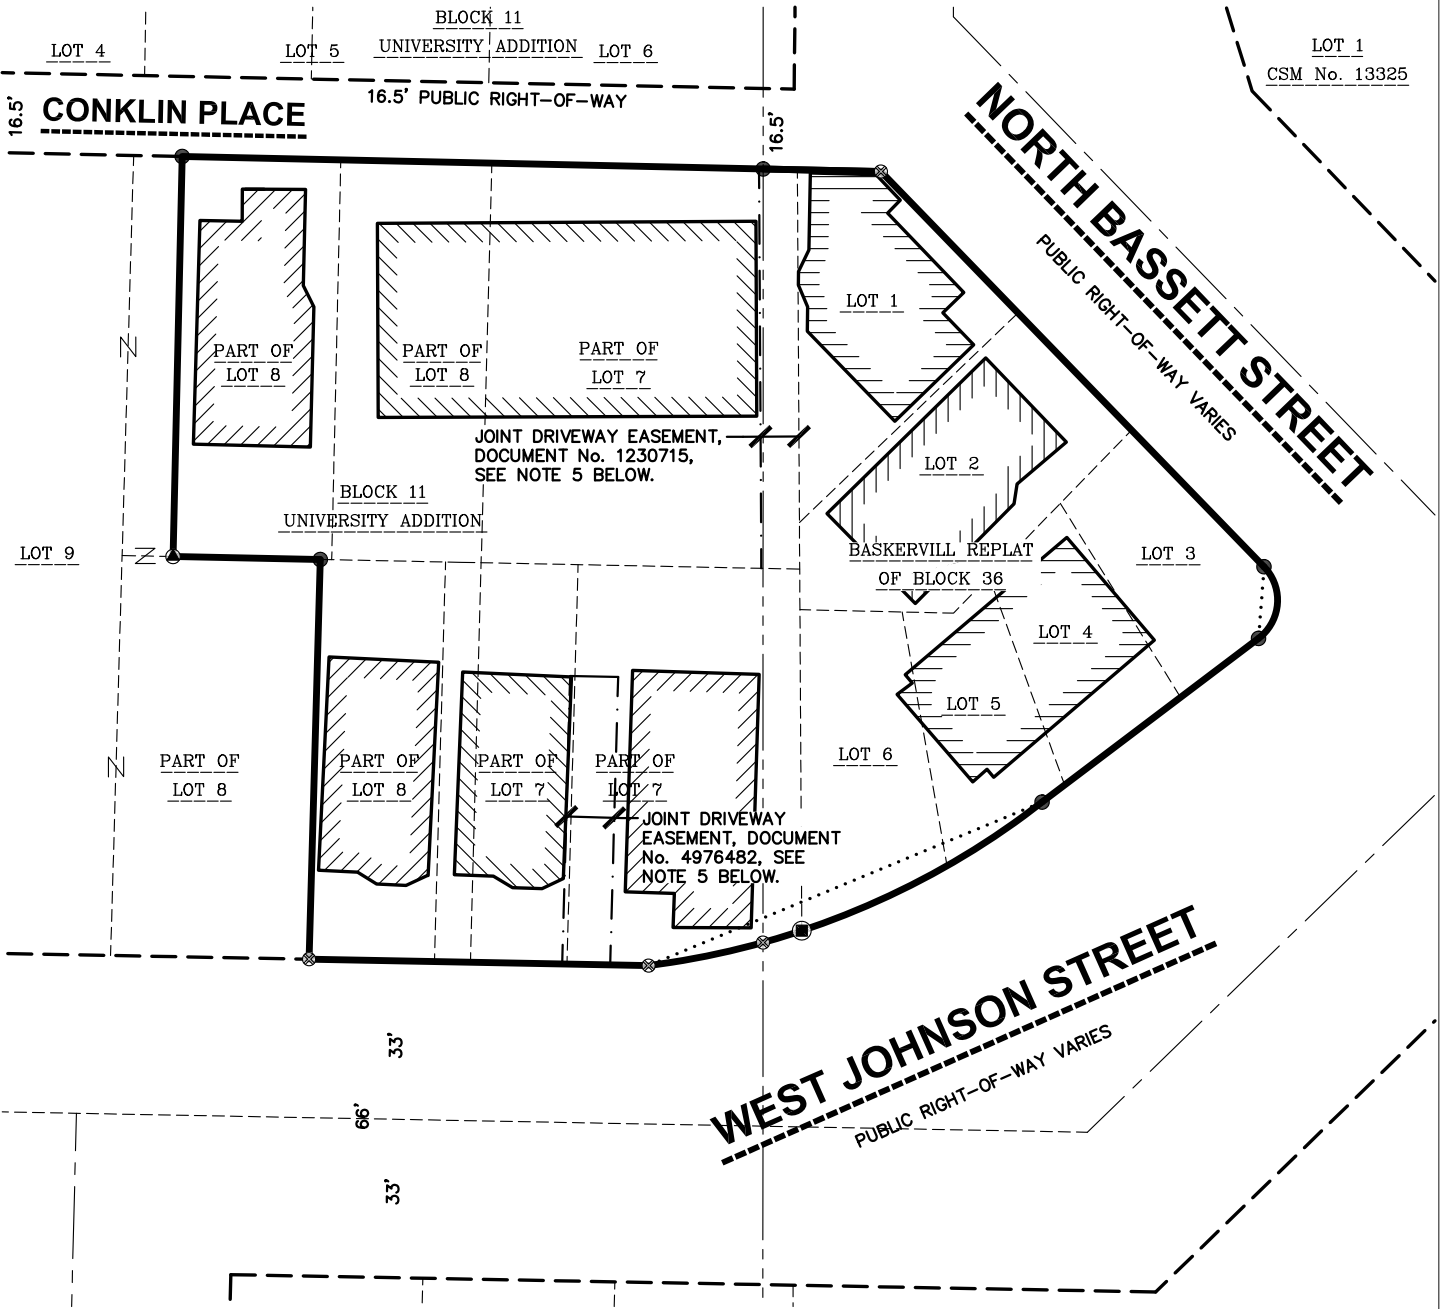 BLOCK 11
UNIVERSITY ADDITION
LOT 4
LOT 5
LOT 6
LOT 1
CSM No. 13325
16.5'
CONKLIN PLACE
16.5' PUBLIC RIGHT-OF-WAY
16.5'
NORTH BASSETT STREET
PUBLIC RIGHT-OF-WAY VARIES
LOT 1
PART OF
LOT 8
PART OF
LOT 8
PART OF
LOT 7
JOINT DRIVEWAY EASEMENT,
DOCUMENT No. 1230715,
SEE NOTE 5 BELOW.
LOT 2
BLOCK 11
UNIVERSITY ADDITION
LOT 9
BASKERVILL REPLAT
OF BLOCK 36
LOT 3
LOT 4
LOT 5
LOT 6
PART OF
LOT 8
PART OF
LOT 8
PART OF
LOT 7
PART OF
LOT 7
JOINT DRIVEWAY
EASEMENT, DOCUMENT
No. 4976482, SEE
NOTE 5 BELOW.
WEST JOHNSON STREET
PUBLIC RIGHT-OF-WAY VARIES
33'
66'
33'